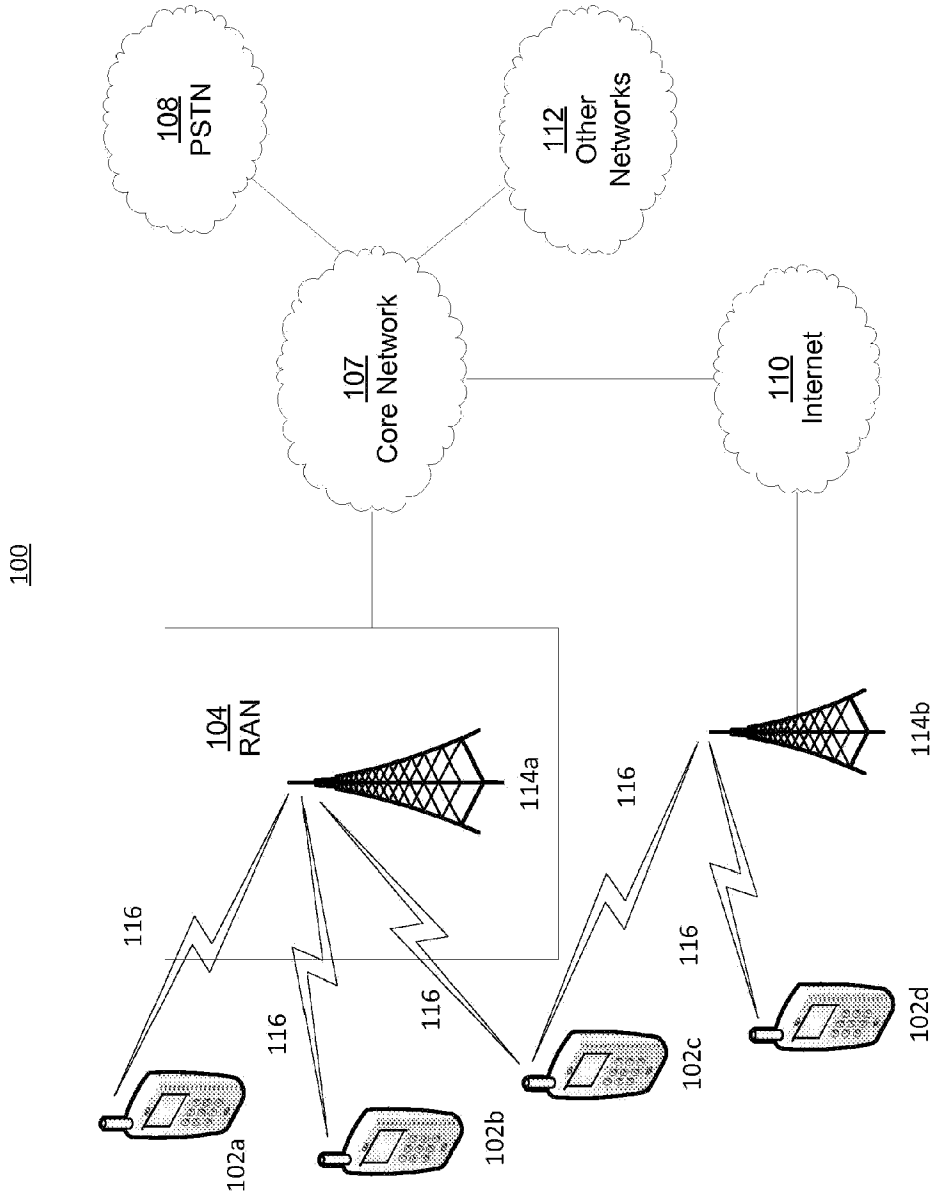 100
108
PSTN
107
Core Network
112
Other
Networks
110
Internet
104
RAN
114a
114b
116
116
116
116
116
102a
102b
102c
102d